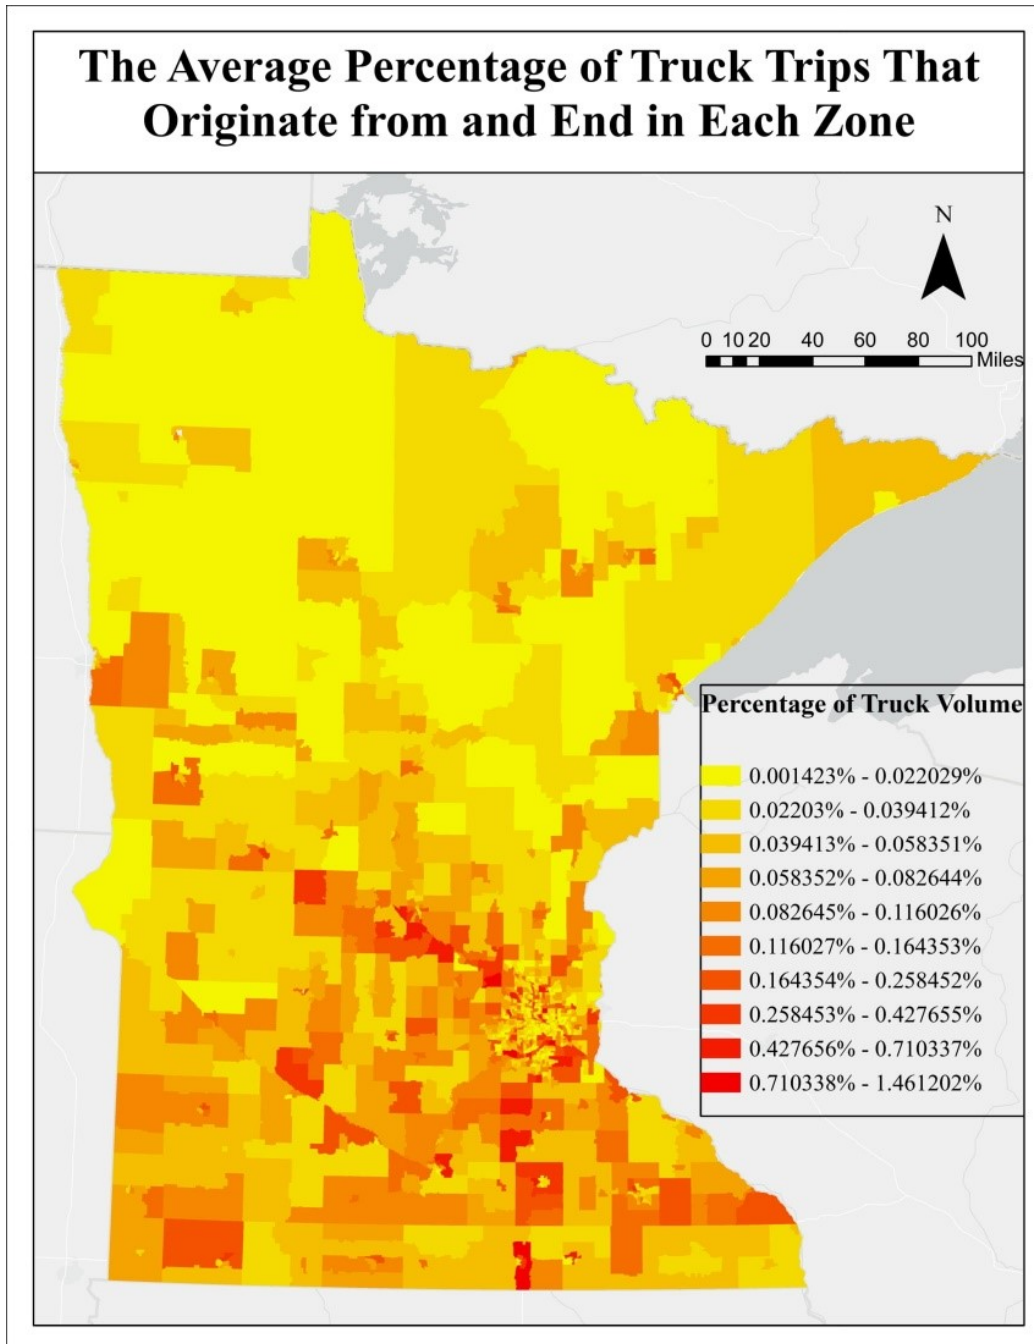 The Average Percentage of Truck Trips That
Originate from and End in Each Zone
N
0 10 20 40 60 80 100
Miles
Percentage of Truck Volume
0.001423% - 0.022029%
0.02203% - 0.039412%
0.039413% - 0.058351%
0.058352% - 0.082644%
0.082645% - 0.116026%
0.116027% - 0.164353%
0.164354% - 0.258452%
0.258453% - 0.427655%
0.427656% - 0.710337%
0.710338% - 1.461202%